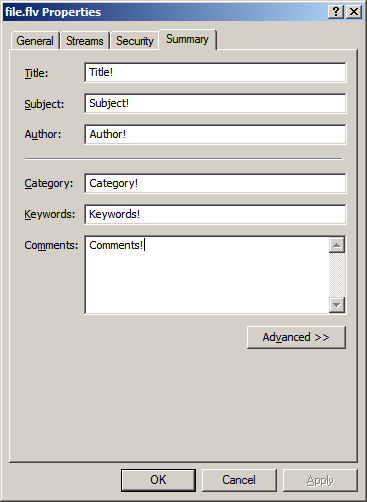 file.flv Properties
General Streams Security Summary
Title: Title!
Subject: Subject!
Author: Author!
Category: Category!
Keywords: Keywords!
Comments: Comments!
Advanced >>
OK Cancel Apply